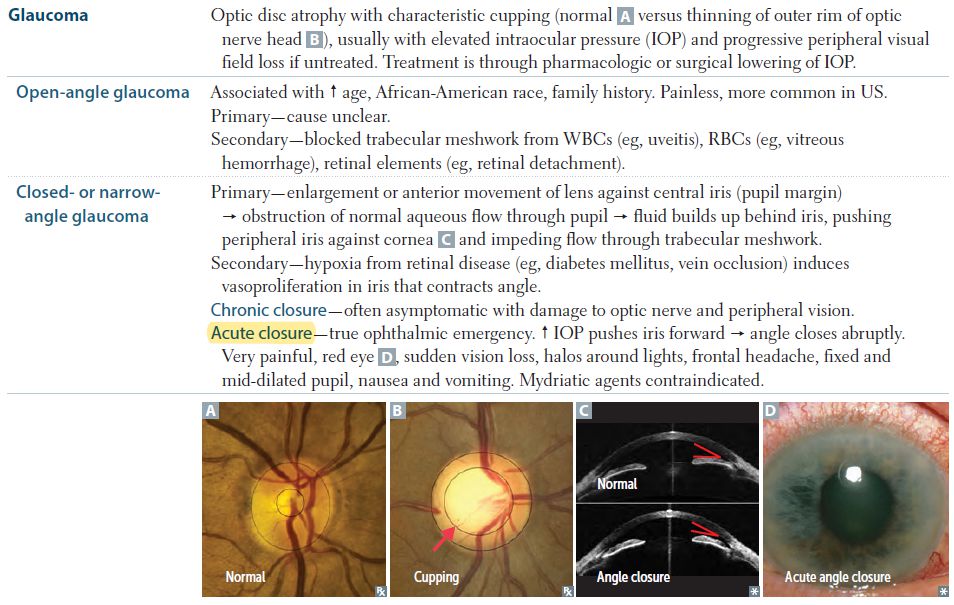 Glaucoma
Optic disc atrophy with characteristic cupping (normal A versus thinning of outer rim of optic
nerve head B), usually with elevated intraocular pressure (IOP) and progressive peripheral visual
field loss if untreated. Treatment is through pharmacologic or surgical lowering of IOP.
Open-angle glaucoma
Associated with ↑ age, African-American race, family history. Painless, more common in US.
Primary—cause unclear.
Secondary—blocked trabecular meshwork from WBCs (eg, uveitis), RBCs (eg, vitreous
hemorrhage), retinal elements (eg, retinal detachment).
Closed- or narrow-
angle glaucoma
Primary—enlargement or anterior movement of lens against central iris (pupil margin)
→ obstruction of normal aqueous flow through pupil → fluid builds up behind iris, pushing
peripheral iris against cornea C and impeding flow through trabecular meshwork.
Secondary—hypoxia from retinal disease (eg, diabetes mellitus, vein occlusion) induces
vasoproliferation in iris that contracts angle.
Chronic closure—often asymptomatic with damage to optic nerve and peripheral vision.
Acute closure—true ophthalmic emergency. ↑ IOP pushes iris forward → angle closes abruptly.
Very painful, red eye D, sudden vision loss, halos around lights, frontal headache, fixed and
mid-dilated pupil, nausea and vomiting. Mydriatic agents contraindicated.
A
Normal
℞
B
Cupping
℞
C
Normal
Angle closure
*
D
Acute angle closure
*